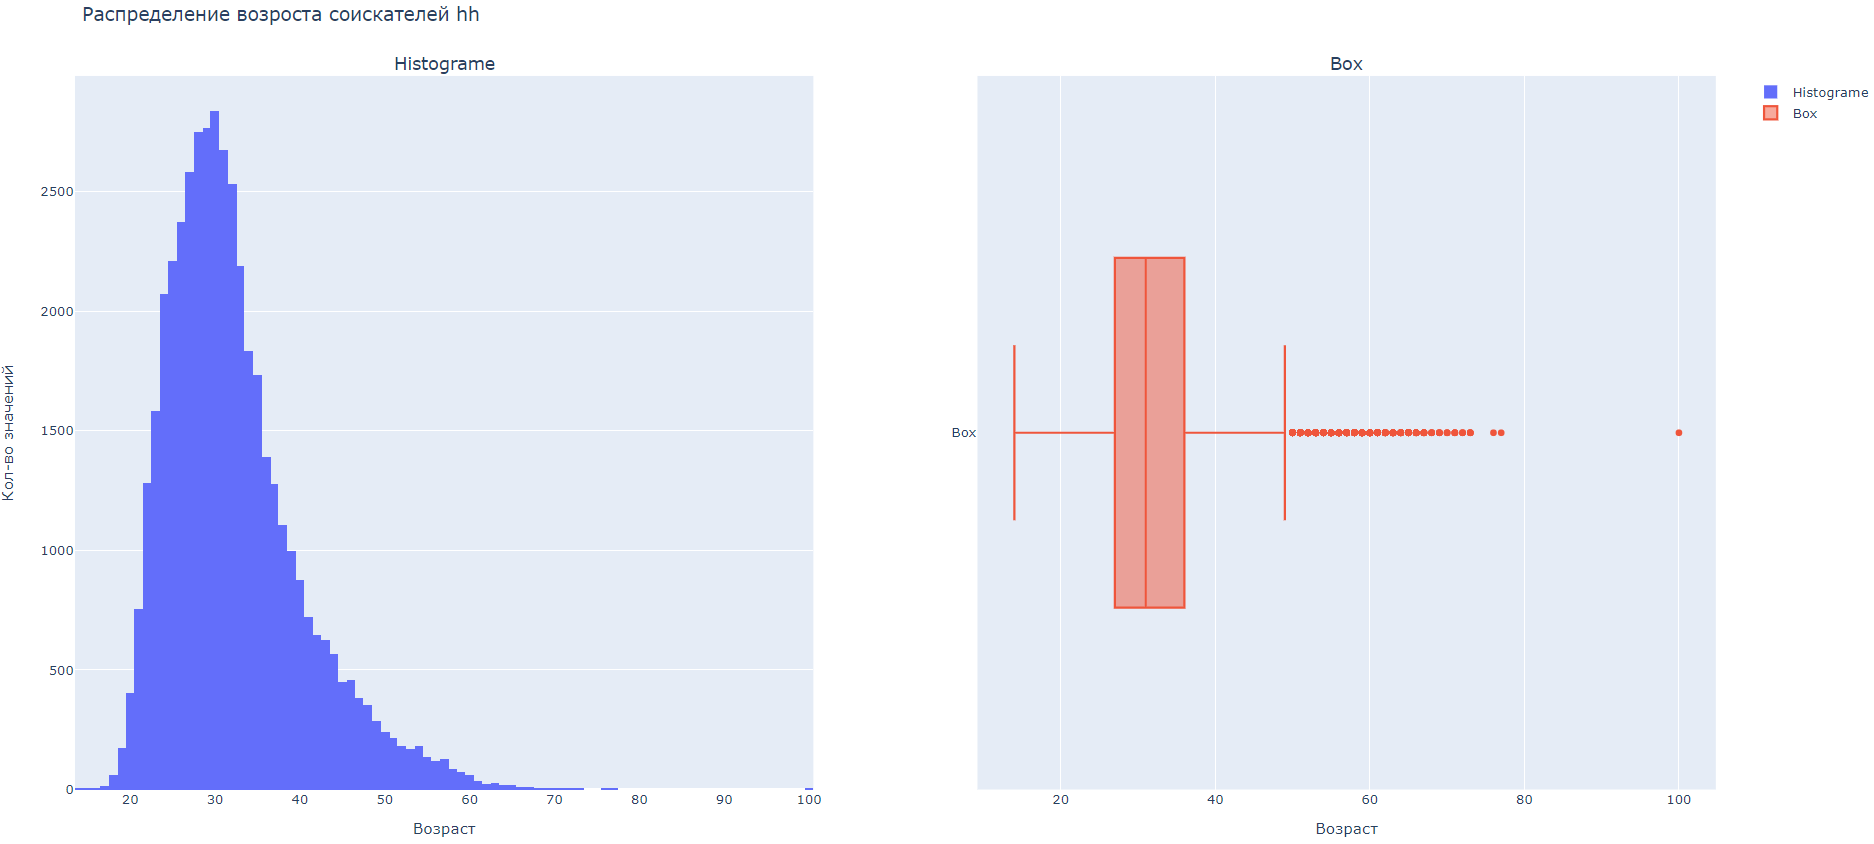 Распределение возроста соискателей hh
Histograme
Кол-во значений
2500
2000
1500
1000
500
0
20 30 40 50 60 70 80 90 100
Возраст
Box
Box
20 40 60 80 100
Возраст
Histograme
Box